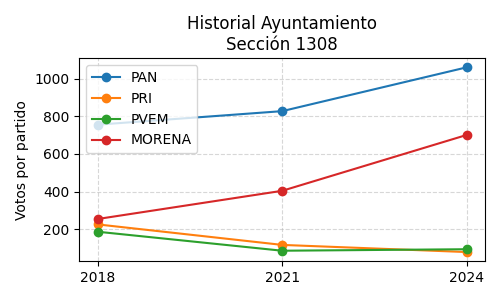 Historial Ayuntamiento
Sección 1308
Votos por partido
1000
800
600
400
200
PAN
PRI
PVEM
MORENA
2018
2021
2024